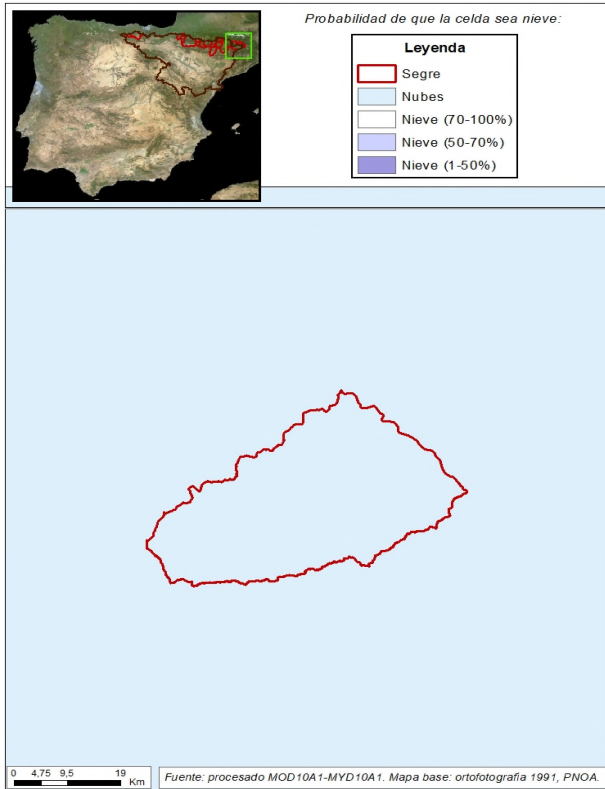 Probabilidad de que la celda sea nieve:
Leyenda
Segre
Nubes
Nieve (70-100%)
Nieve (50-70%)
Nieve (1-50%)
0 4,75 9,5 19
Km
Fuente: procesado MOD10A1-MYD10A1. Mapa base: ortofotografia 1991, PNOA.